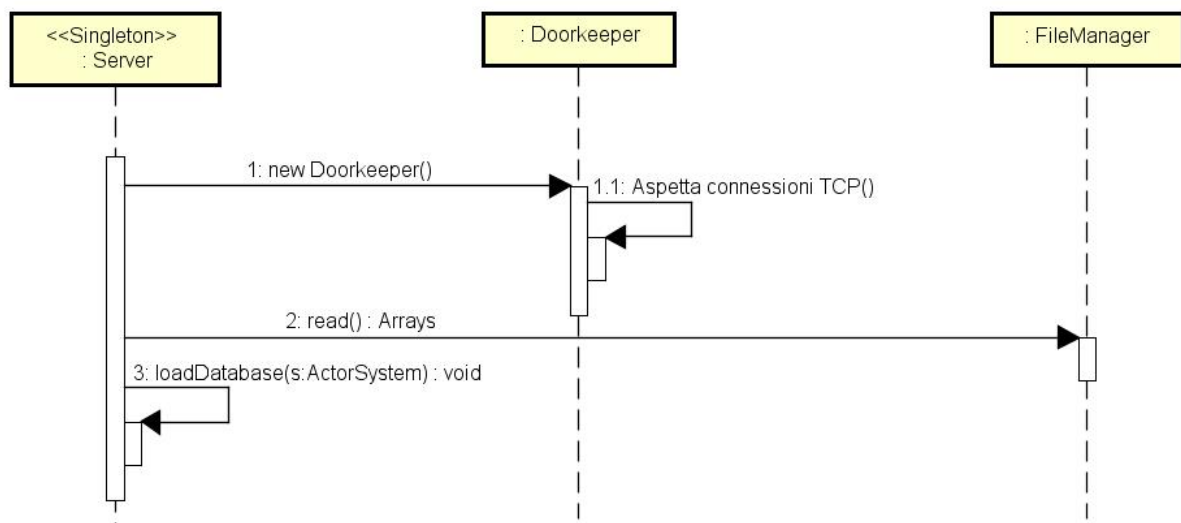 <<Singleton>>
: Server
: Doorkeeper
: FileManager
1: new Doorkeeper()
1.1: Aspetta connessioni TCP()
2: read() : Arrays
3: loadDatabase(s:ActorSystem) : void